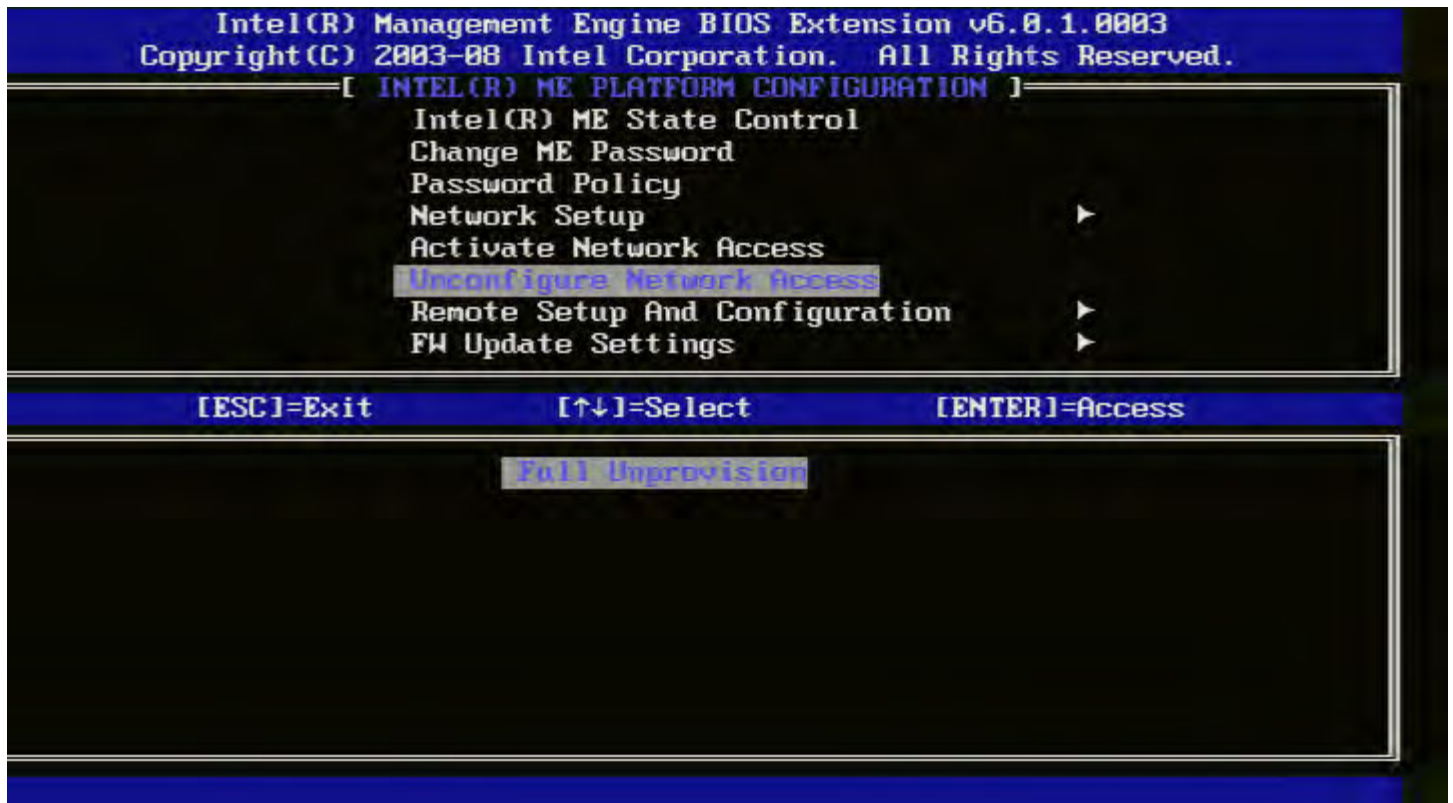 Intel(R) Management Engine BIOS Extension v6.0.1.0003
Copyright(C) 2003-08 Intel Corporation. All Rights Reserved.
[ INTEL(R) ME PLATFORM CONFIGURATION ]
Intel(R) ME State Control
Change ME Password
Password Policy
Network Setup ►
Activate Network Access
Unconfigure Network Access
Remote Setup And Configuration ►
FW Update Settings ►
[ESC]=Exit [↑↓]=Select [ENTER]=Access
Full Unprovision